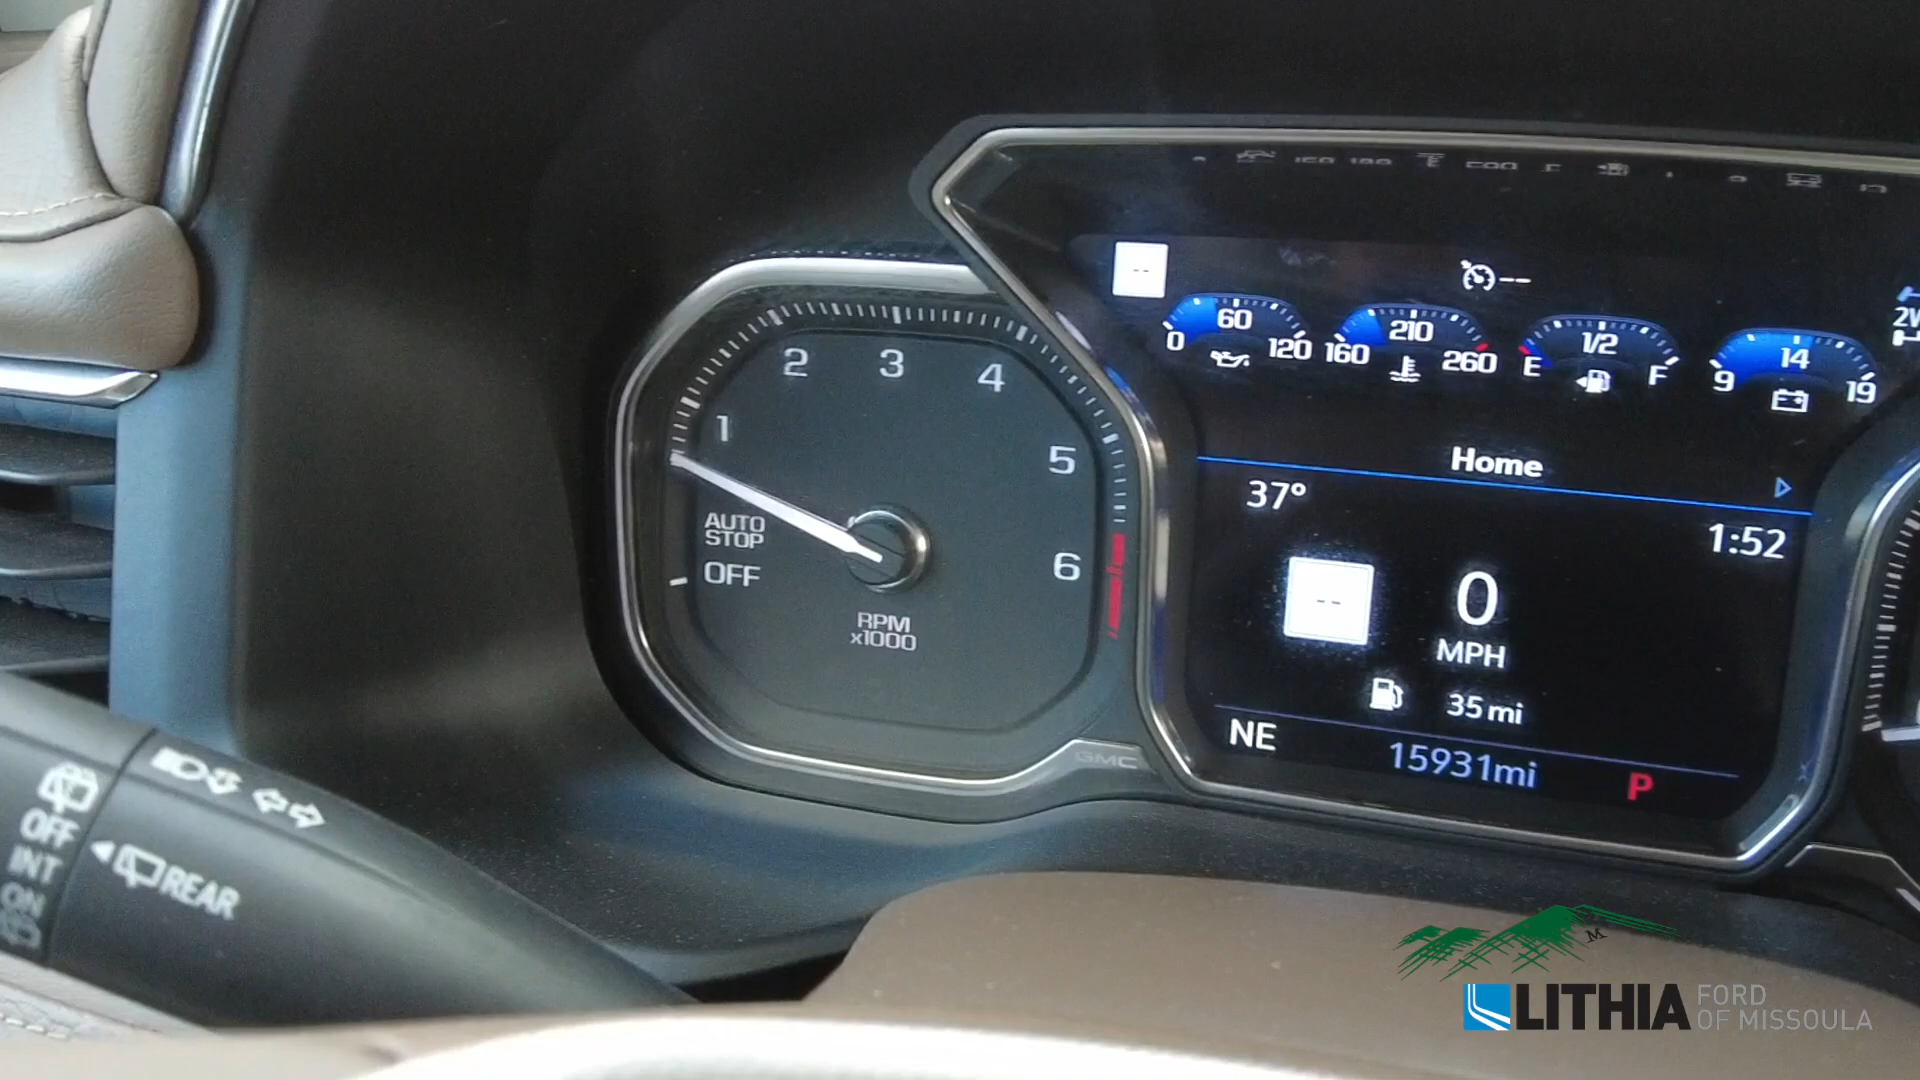 --
--
0 60 120
160 210 260
E 1/2 F
9 14 19
Home
37°
1:52
--
0
MPH
35 mi
NE
15931mi
P
1
2
3
4
5
6
AUTO
STOP
OFF
RPM
x1000
GMC
OFF
INT
ON
REAR
M
LITHIA FORD
OF MISSOULA